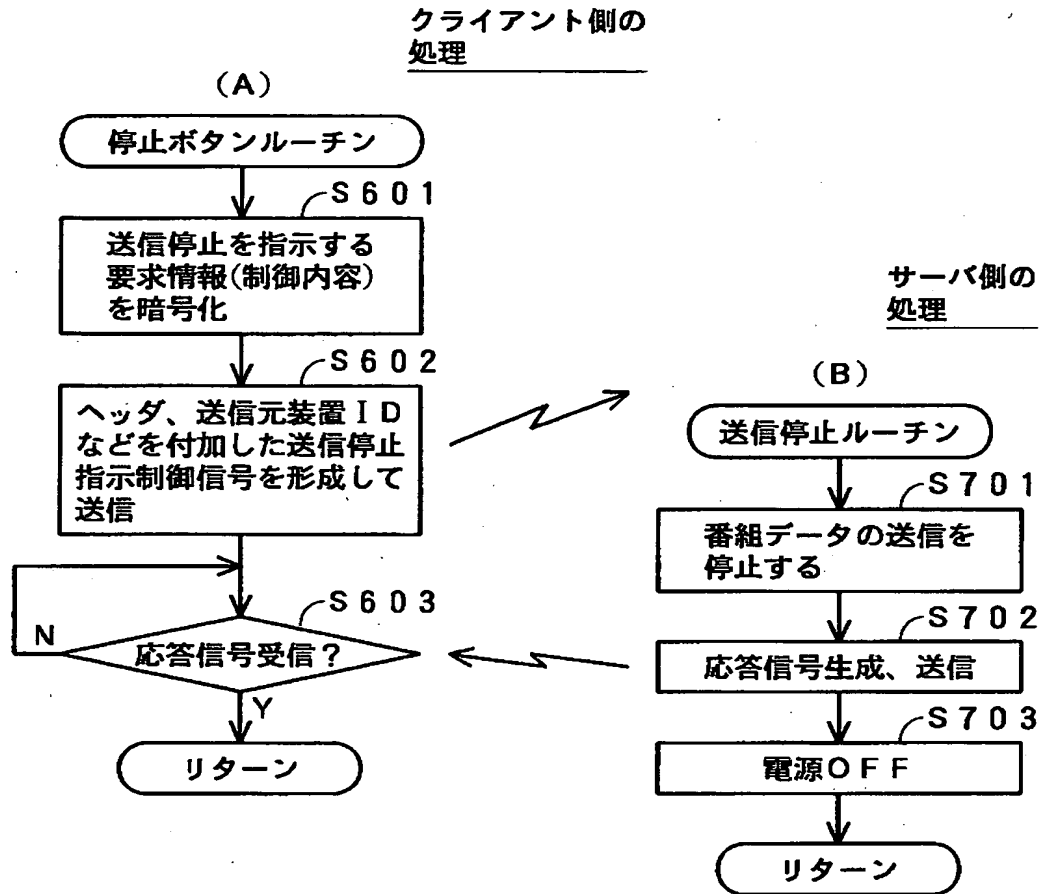 クライアント側の
処理
(A)
停止ボタンルーチン
S601
送信停止を指示する
要求情報(制御内容)
を暗号化
S602
ヘッダ、送信元装置ID
などを付加した送信停止
指示制御信号を形成して
送信
S603
N
応答信号受信?
Y
リターン
サーバ側の
処理
(B)
送信停止ルーチン
S701
番組データの送信を
停止する
S702
応答信号生成、送信
S703
電源OFF
リターン